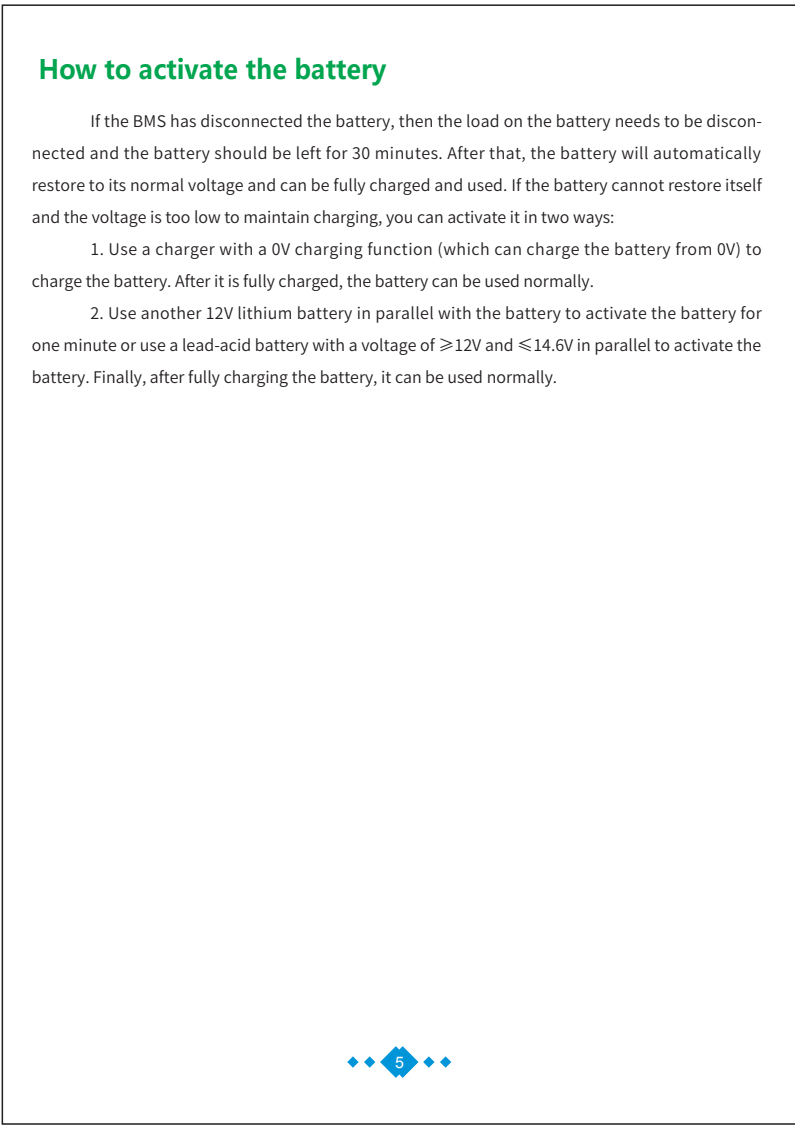 How to activate the battery
If the BMS has disconnected the battery, then the load on the battery needs to be discon-
nected and the battery should be left for 30 minutes. After that, the battery will automatically
restore to its normal voltage and can be fully charged and used. If the battery cannot restore itself
and the voltage is too low to maintain charging, you can activate it in two ways:
1. Use a charger with a 0V charging function (which can charge the battery from 0V) to
charge the battery. After it is fully charged, the battery can be used normally.
2. Use another 12V lithium battery in parallel with the battery to activate the battery for
one minute or use a lead-acid battery with a voltage of ≥12V and ≤14.6V in parallel to activate the
battery. Finally, after fully charging the battery, it can be used normally.
5